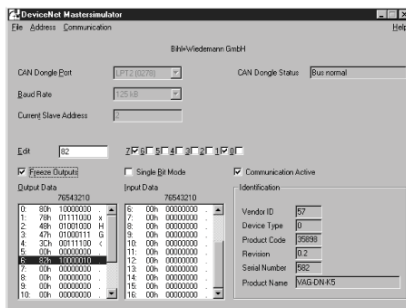 DeviceNet Mastersimulator
File Address Communication Help
Bihl+Wiedemann GmbH
CAN Dongle Port LPT2 (0278) CAN Dongle Status Bus normal
Baud Rate 125 kB
Current Slave Address 2
Edit 82 7 6 5 4 3 2 1 0
Freeze Outputs Single Bit Mode Communication Active
Output Data Input Data Identification
76543210 76543210
0: 80h 10000000 . 6: 00h 00000000 .
1: 78h 01111000 x 7: 00h 00000000 . Vendor ID 57
2: 48h 01001000 H 8: 00h 00000000 . Device Type 0
3: 47h 01000111 G 9: 00h 00000000 . Product Code 35898
4: 3Ch 00111100 < 10: 00h 00000000 . Revision 0.2
5: 00h 00000000 . 11: 00h 00000000 .
6: 82h 10000010 . 12: 00h 00000000 . Serial Number 582
7: 00h 00000000 . 13: 00h 00000000 . Product Name VAG-DN-K5
8: 00h 00000000 . 14: 00h 00000000 .
9: 00h 00000000 . 15: 00h 00000000 .
10: 00h 00000000 . 16: 00h 00000000 .